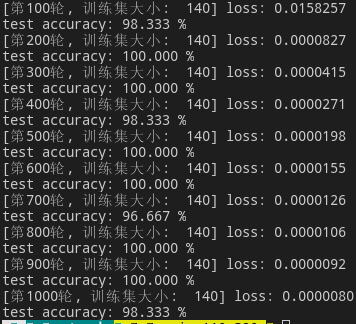 [第100轮, 训练集大小:  140] loss: 0.0158257
test accuracy: 98.333 %
[第200轮, 训练集大小:  140] loss: 0.0000827
test accuracy: 100.000 %
[第300轮, 训练集大小:  140] loss: 0.0000415
test accuracy: 100.000 %
[第400轮, 训练集大小:  140] loss: 0.0000271
test accuracy: 98.333 %
[第500轮, 训练集大小:  140] loss: 0.0000198
test accuracy: 100.000 %
[第600轮, 训练集大小:  140] loss: 0.0000155
test accuracy: 100.000 %
[第700轮, 训练集大小:  140] loss: 0.0000126
test accuracy: 96.667 %
[第800轮, 训练集大小:  140] loss: 0.0000106
test accuracy: 100.000 %
[第900轮, 训练集大小:  140] loss: 0.0000092
test accuracy: 100.000 %
[第1000轮, 训练集大小:  140] loss: 0.0000080
test accuracy: 98.333 %